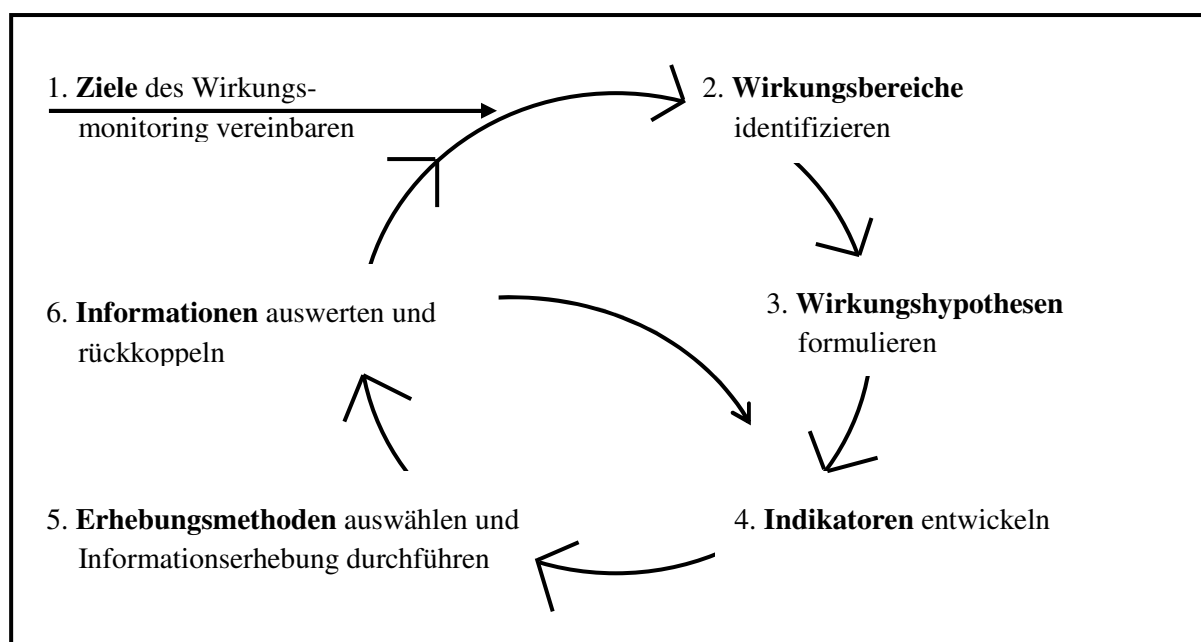 1. Ziele des Wirkungs-
monitoring vereinbaren
2. Wirkungsbereiche
identifizieren
3. Wirkungshypothesen
formulieren
6. Informationen auswerten und
rückkoppeln
5. Erhebungsmethoden auswählen und
Informationserhebung durchführen
4. Indikatoren entwickeln